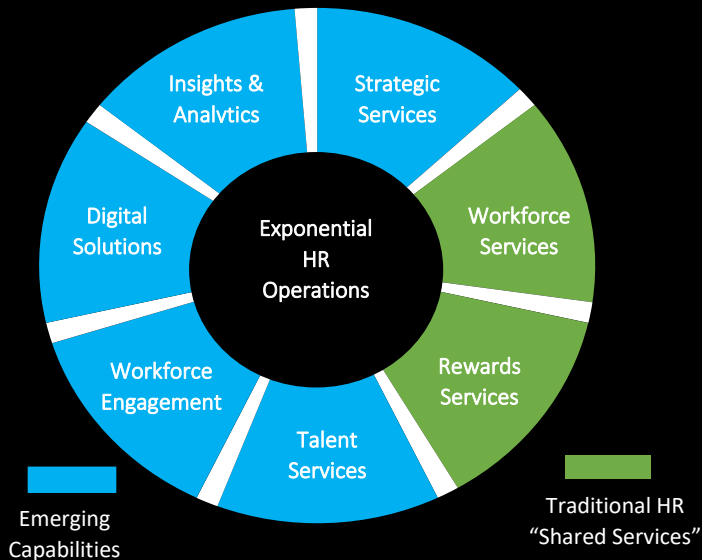 Insights &
Analytics
Strategic
Services
Digital
Solutions
Exponential
HR
Operations
Workforce
Services
Workforce
Engagement
Rewards
Services
Talent
Services
Emerging
Capabilities
Traditional HR
“Shared Services”